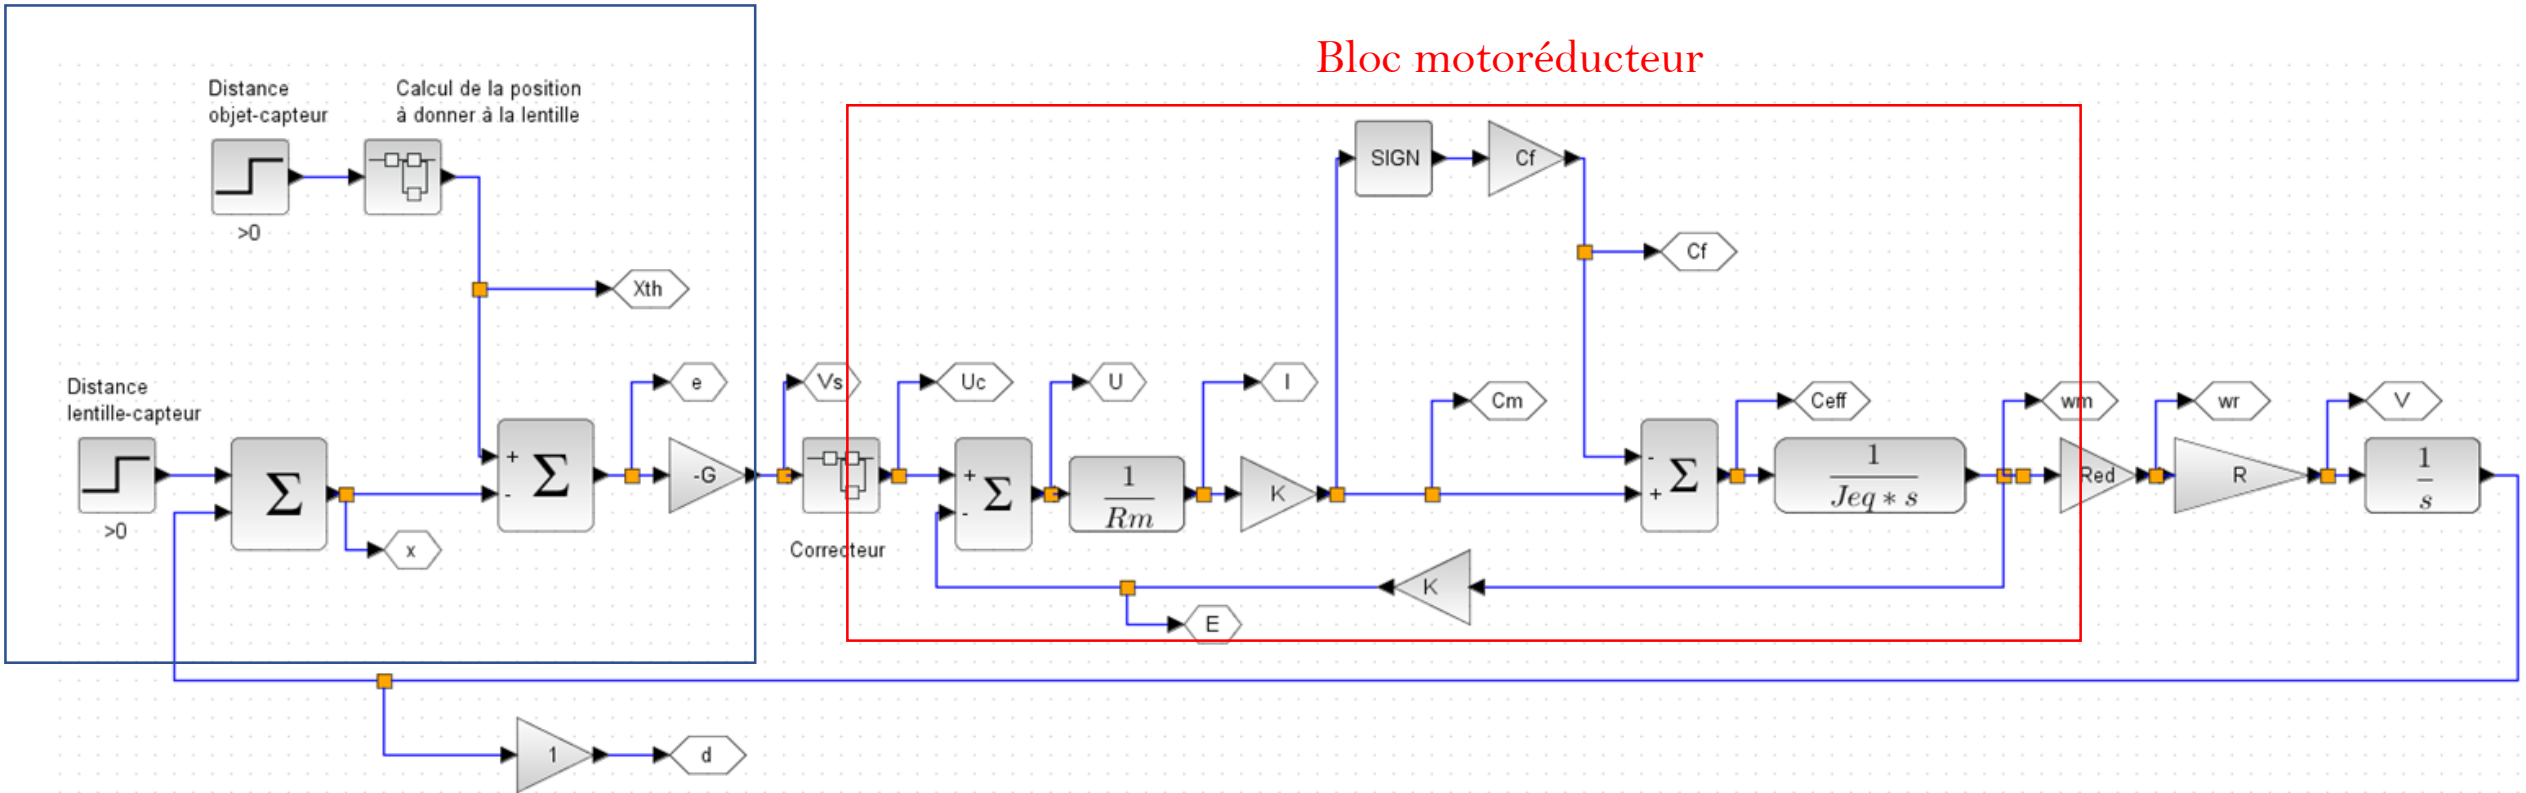 Bloc motoréducteur
Distance
objet-capteur
>0
Calcul de la position
à donner à la lentille
Xth
SIGN
Cf
Cf
Distance
lentille-capteur
>0
Σ
x
+
-
Σ
e
-G
Vs
Correcteur
Uc
+
-
Σ
U
1
Rm
I
K
Cm
-
+
Σ
Ceff
1
Jeq * s
wm
Red
wr
R
V
1
s
K
E
1
d